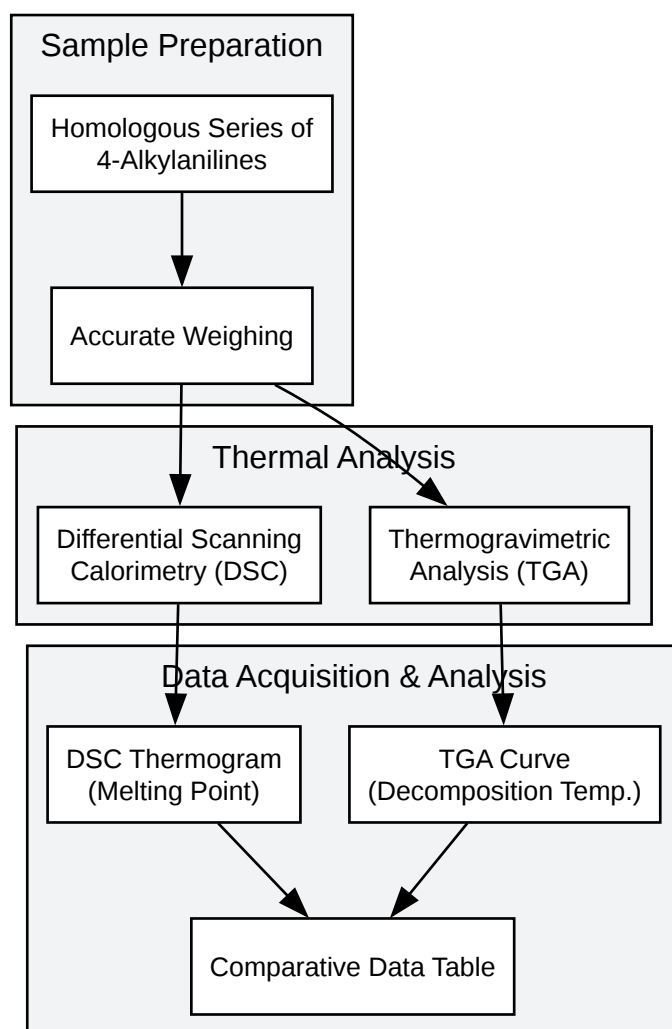 Sample Preparation
Homologous Series of
4-Alkylanilines
Accurate Weighing
Thermal Analysis
Differential Scanning
Calorimetry (DSC)
Thermogravimetric
Analysis (TGA)
Data Acquisition & Analysis
DSC Thermogram
(Melting Point)
TGA Curve
(Decomposition Temp.)
Comparative Data Table